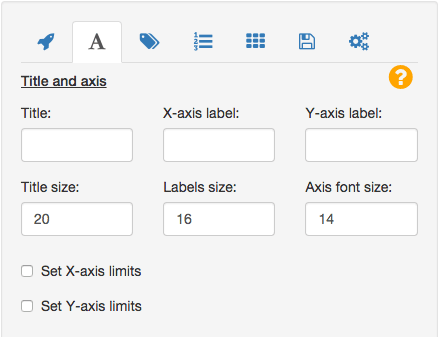 A
Title and axis
?
Title: X-axis label: Y-axis label:
Title size: Labels size: Axis font size:
20 16 14
Set X-axis limits
Set Y-axis limits